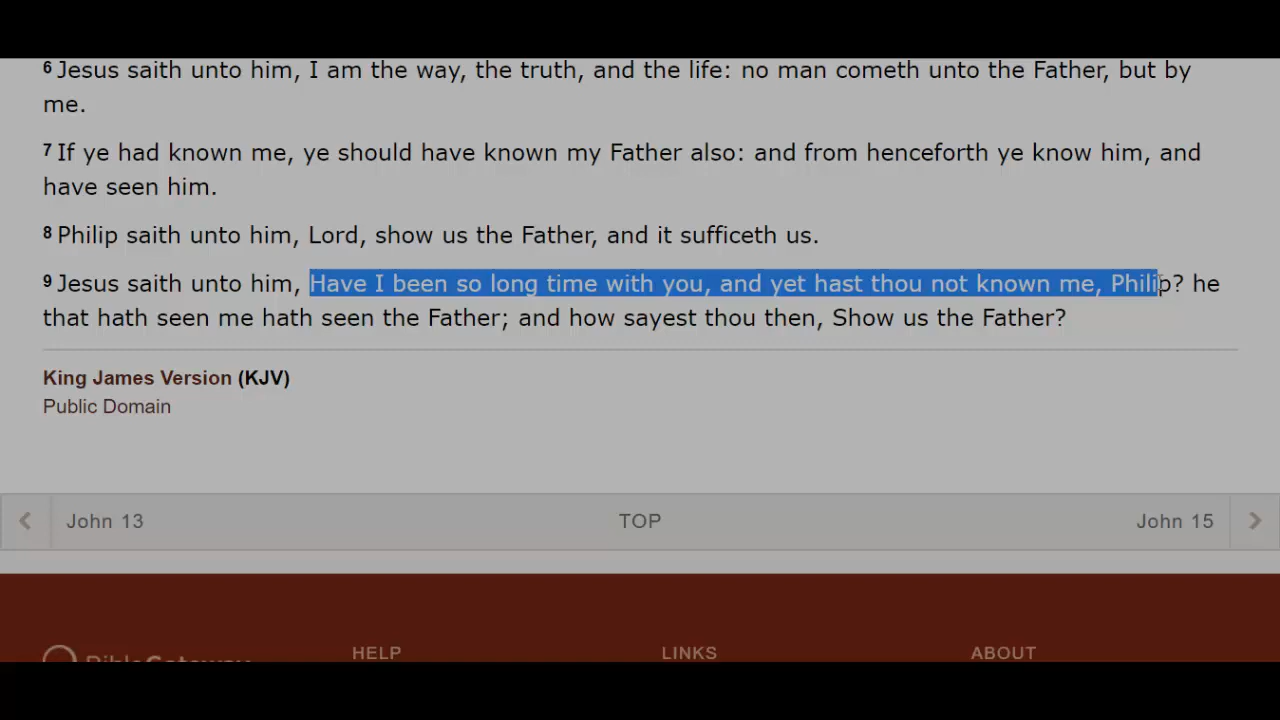 6 Jesus saith unto him, I am the way, the truth, and the life: no man cometh unto the Father, but by
me.
7 If ye had known me, ye should have known my Father also: and from henceforth ye know him, and
have seen him.
8 Philip saith unto him, Lord, show us the Father, and it sufficeth us.
9 Jesus saith unto him, Have I been so long time with you, and yet hast thou not known me, Philip? he
that hath seen me hath seen the Father; and how sayest thou then, Show us the Father?
King James Version (KJV)
Public Domain
John 13 TOP John 15
BibleGateway HELP LINKS ABOUT